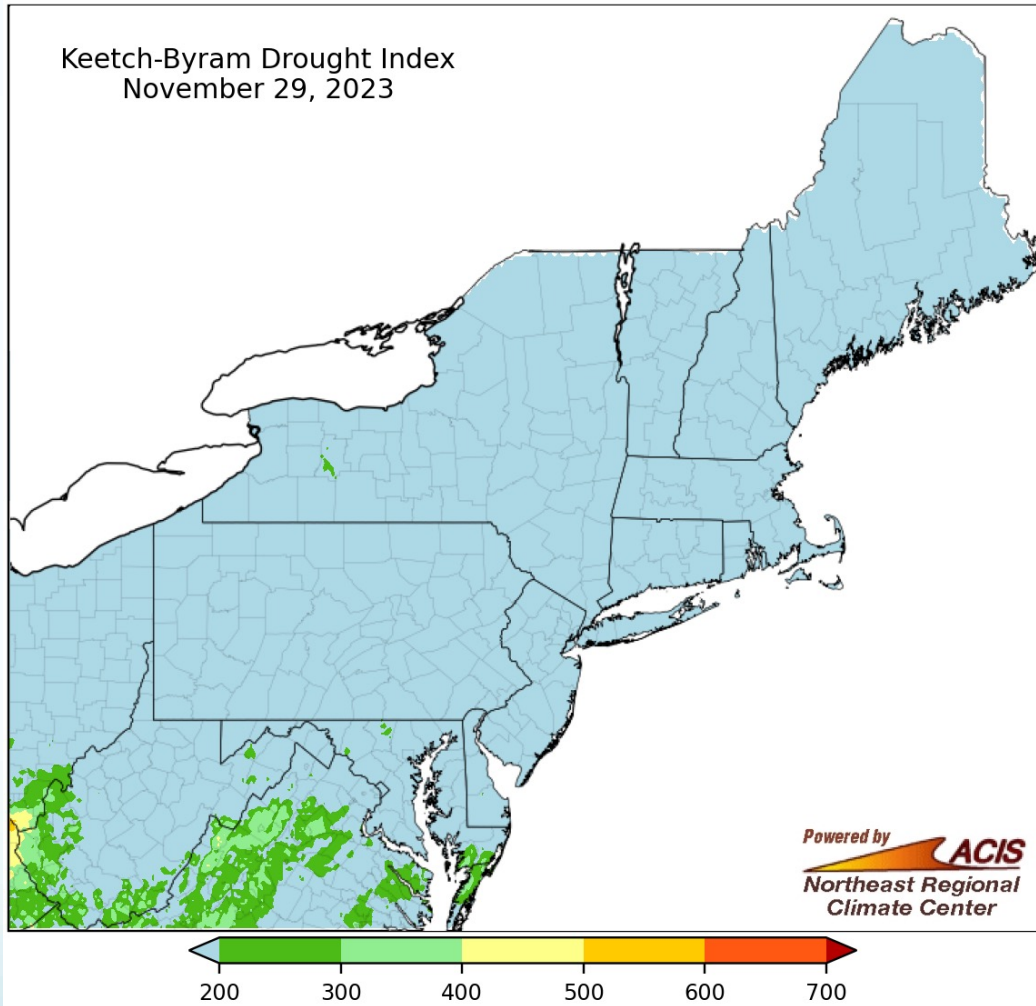 Keetch-Byram Drought Index
November 29, 2023
Powered by
ACIS
Northeast Regional
Climate Center
200 300 400 500 600 700